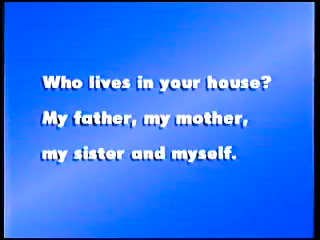 Who lives in your house?
My father, my mother,
my sister and myself.